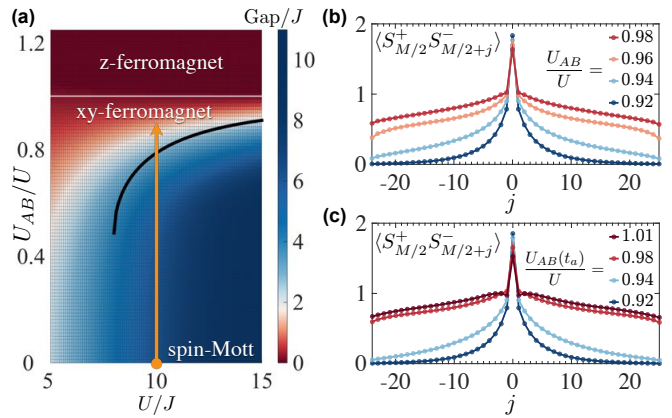 (a)
Gap/J
1.2
0.8
0.4
0
U_AB/U
z-ferromagnet
xy-ferromagnet
spin-Mott
5
10
15
U/J
10
8
6
4
2
0
(b)
⟨S⁺_{M/2} S⁻_{M/2+j}⟩
U_AB/U =
0.98
0.96
0.94
0.92
2
1
0
-20
-10
0
10
20
j
(c)
⟨S⁺_{M/2} S⁻_{M/2+j}⟩
U_AB(t_a)/U =
1.01
0.98
0.94
0.92
2
1
0
-20
-10
0
10
20
j